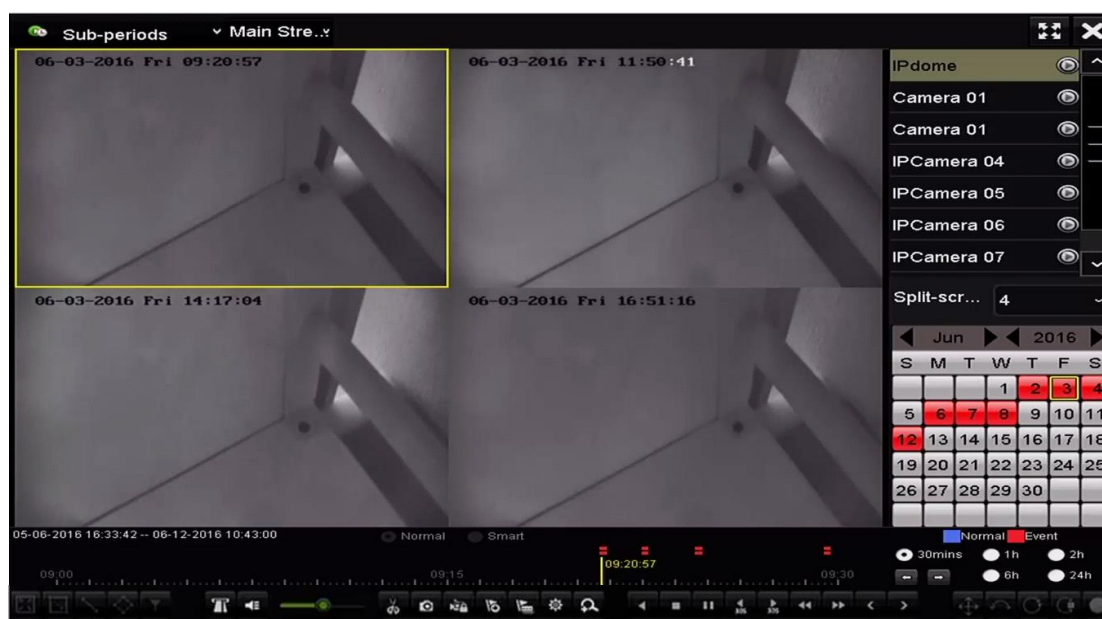 Sub-periods Main Stre..
06-03-2016 Fri 09:20:57
06-03-2016 Fri 11:50:41
06-03-2016 Fri 14:17:04
06-03-2016 Fri 16:51:16
IPdome
Camera 01
Camera 01
IPCamera 04
IPCamera 05
IPCamera 06
IPCamera 07
Split-scr... 4
Jun 2016
S M T W T F S
1 2 3 4
5 6 7 8 9 10 11
12 13 14 15 16 17 18
19 20 21 22 23 24 25
26 27 28 29 30
Normal Event
05-06-2016 16:33:42 -- 06-12-2016 10:43:00 Normal Smart
30mins 1h 2h
6h 24h
09:00 09:15 09:20:57 09:30
30S 30S